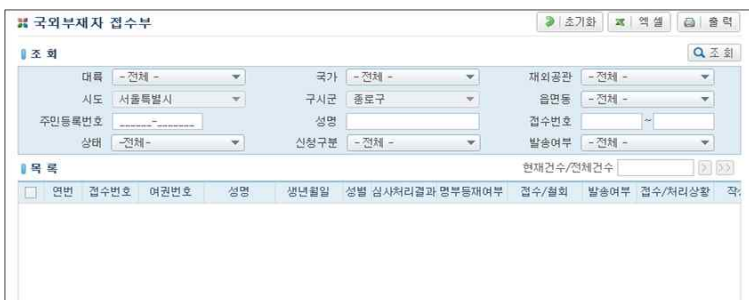 국외부재자 접수부 초기화 엑셀 출력
조회 조회
대륙 -전체- 국가 -전체- 재외공관 -전체-
시도 서울특별시 구시군 종로구 읍면동 -전체-
주민등록번호 ______-_______ 성명 접수번호 ~
상태 -전체- 신청구분 -전체- 발송여부 -전체-
목록 현재건수/전체건수
연번 접수번호 여권번호 성명 생년월일 성별 심사처리결과 명부등재여부 접수/철회 발송여부 접수/처리상황